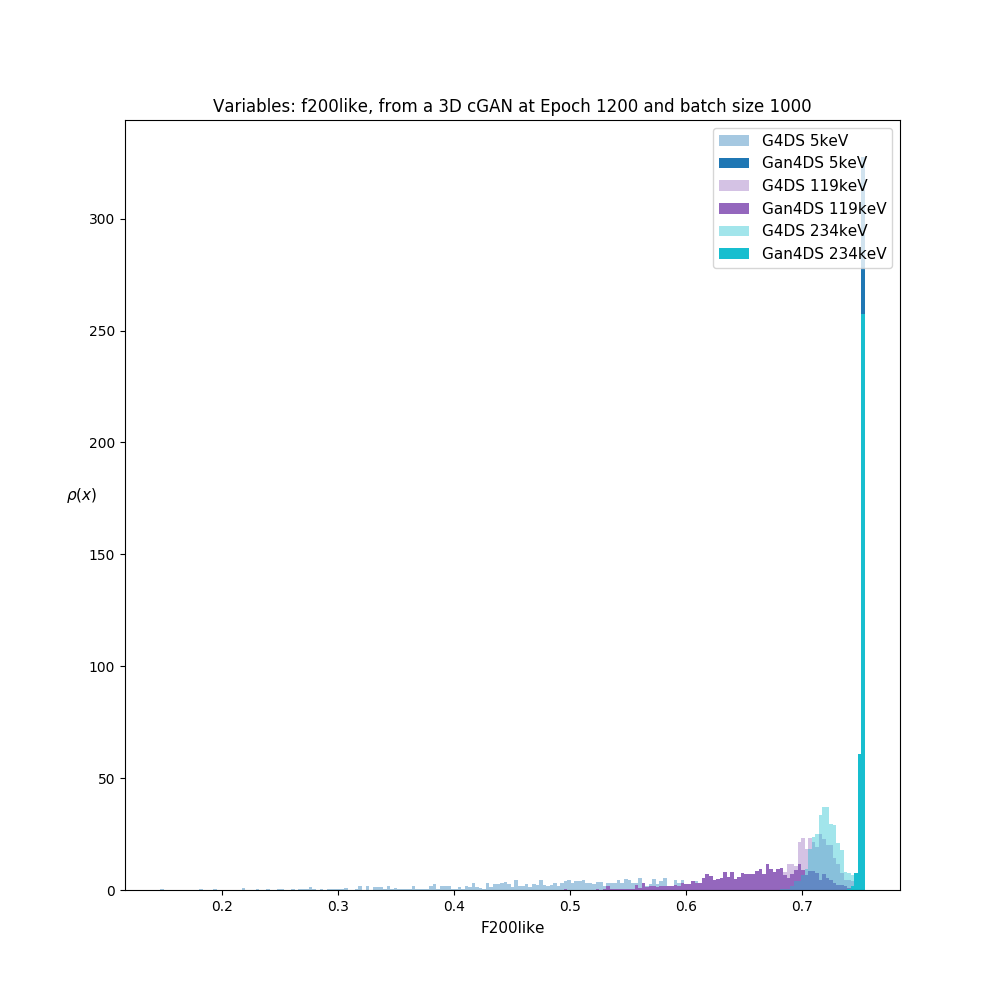 Variables: f200like, from a 3D cGAN at Epoch 1200 and batch size 1000
G4DS 5keV
Gan4DS 5keV
G4DS 119keV
Gan4DS 119keV
G4DS 234keV
Gan4DS 234keV
300
250
200
ρ(x)
150
100
50
0
0.2 0.3 0.4 0.5 0.6 0.7
F200like